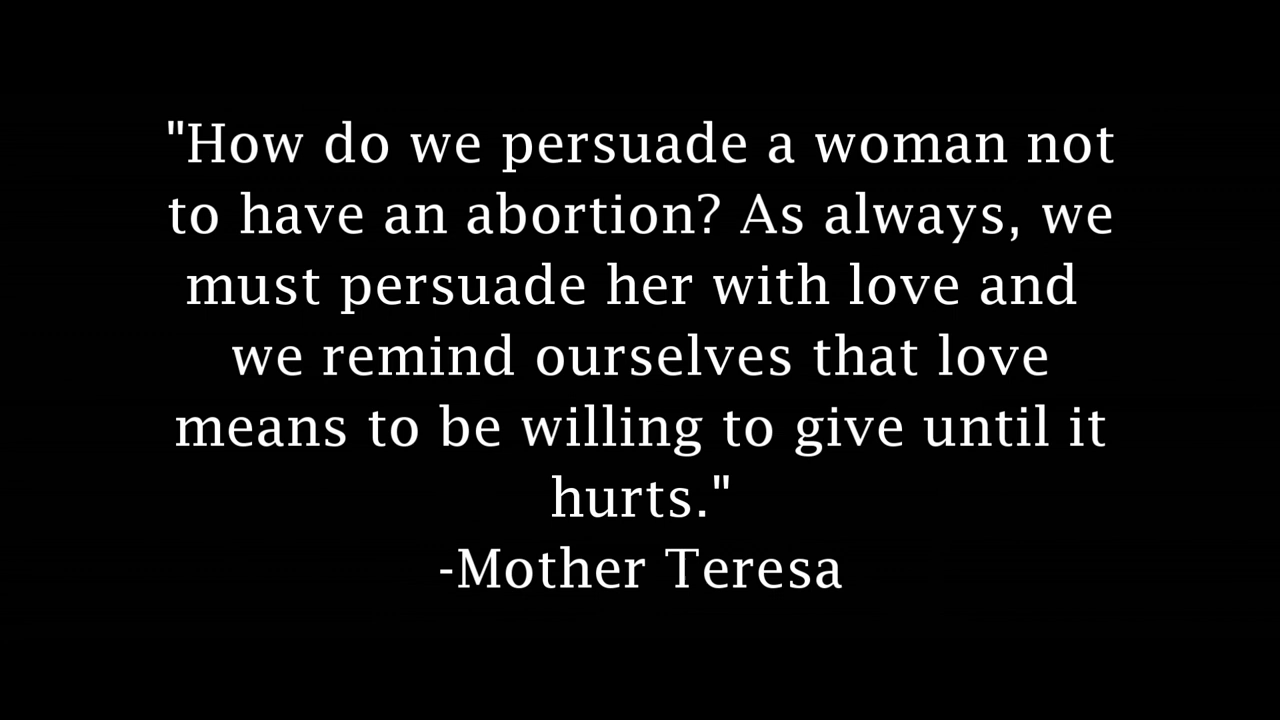 "How do we persuade a woman not
to have an abortion? As always, we
must persuade her with love and
we remind ourselves that love
means to be willing to give until it
hurts."
-Mother Teresa